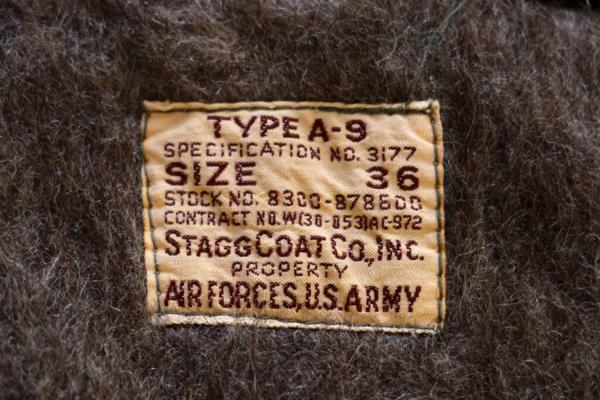 TYPE A-9
SPECIFICATION NO. 3177
SIZE 36
STOCK NO. 8300-878600
CONTRACT NO. W(30-053)AC-972
STAGG COAT CO., INC.
PROPERTY
AIR FORCES, U.S. ARMY